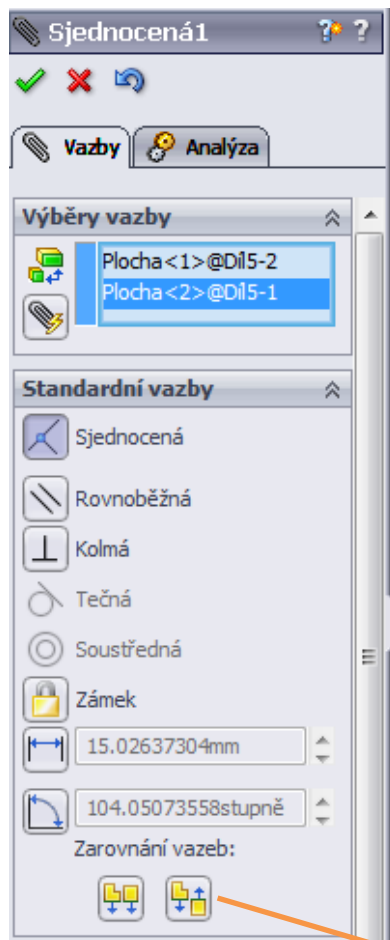 Sjednocená1 ? ?
Vazby Analýza
Výběry vazby
Plocha<1>@Díl5-2
Plocha<2>@Díl5-1
Standardní vazby
Sjednocená
Rovnoběžná
Kolmá
Tečná
Soustředná
Zámek
15.02637304mm
104.05073558stupně
Zarovnání vazeb: